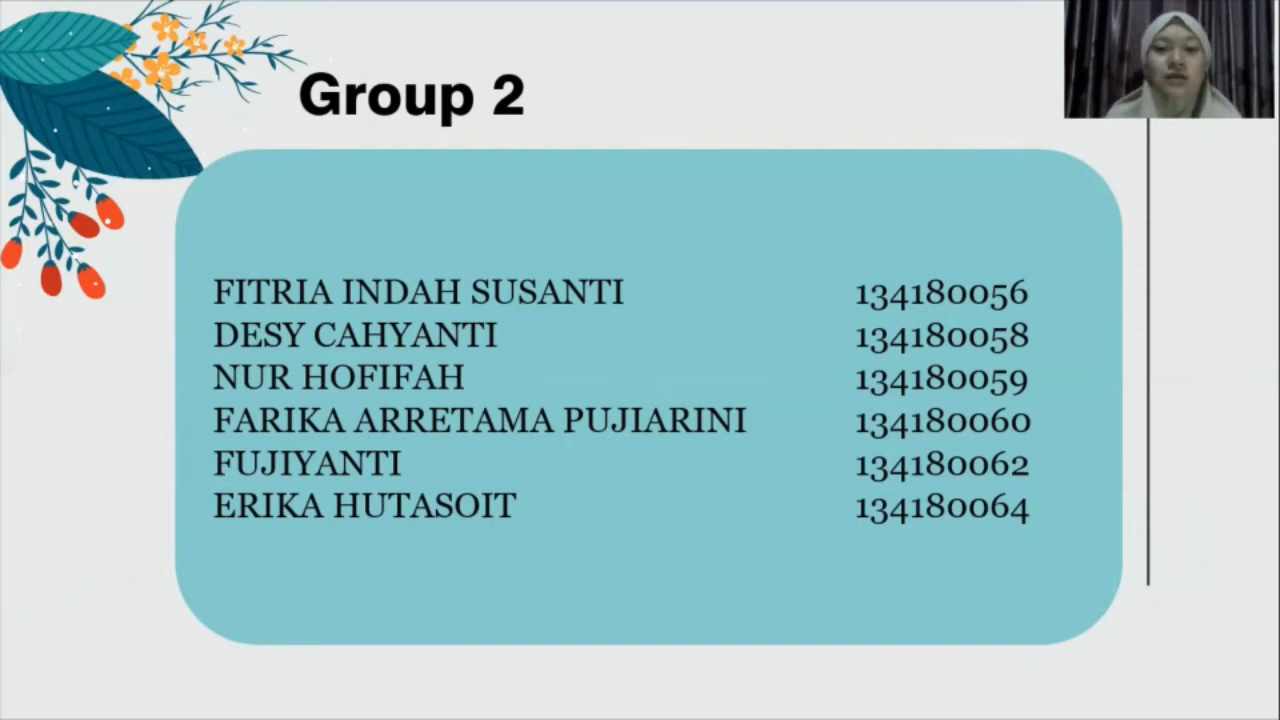 Group 2
FITRIA INDAH SUSANTI 134180056
DESY CAHYANTI 134180058
NUR HOFIFAH 134180059
FARIKA ARRETAMA PUJIARINI 134180060
FUJIYANTI 134180062
ERIKA HUTASOIT 134180064